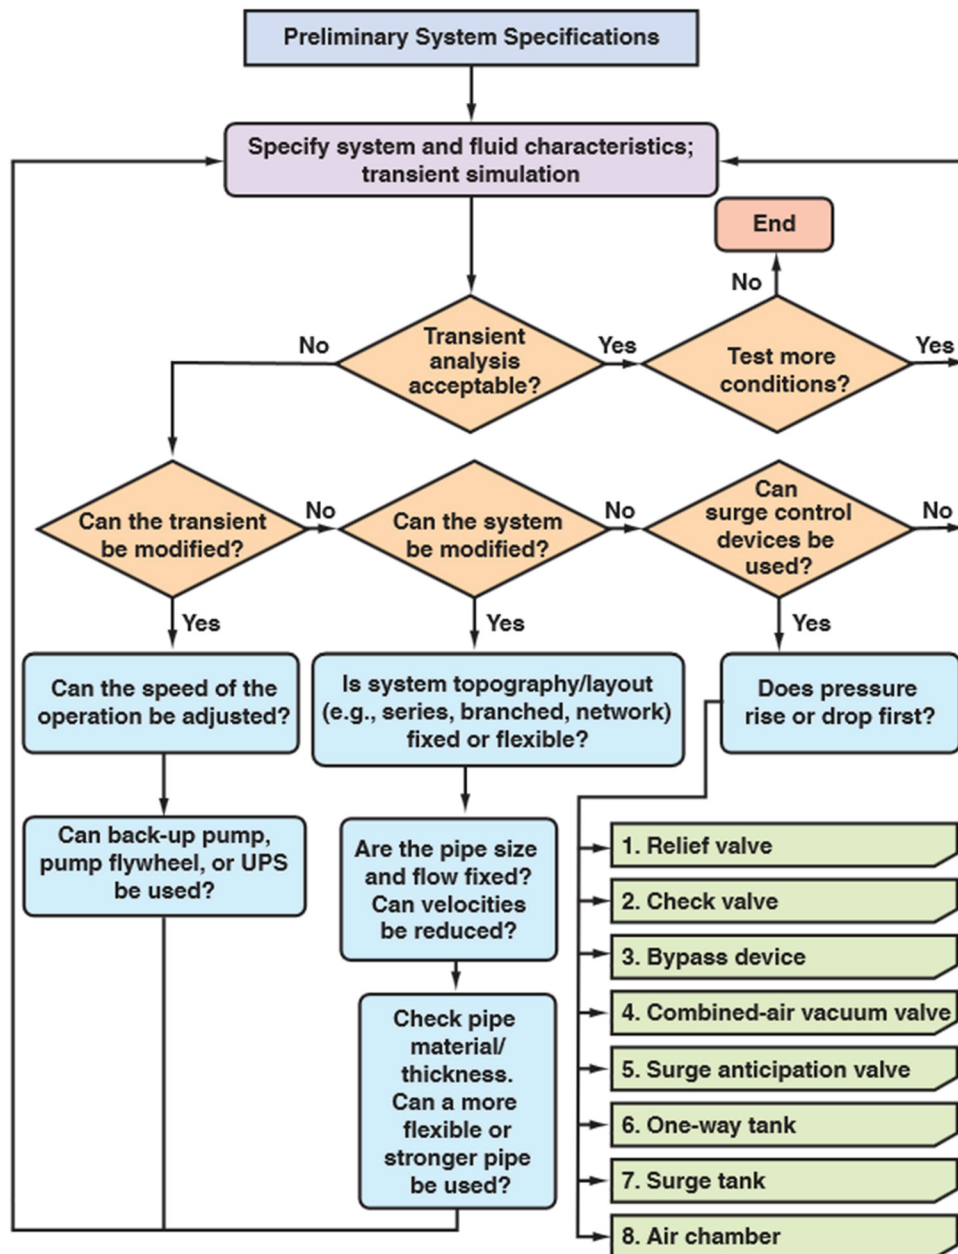 Preliminary System Specifications
Specify system and fluid characteristics;
transient simulation
End
No
No
Transient
analysis
acceptable?
Yes
Test more
conditions?
Yes
Can the transient
be modified?
No
Can the system
be modified?
No
Can
surge control
devices be
used?
No
Yes
Yes
Yes
Can the speed of the
operation be adjusted?
Is system topography/layout
(e.g., series, branched, network)
fixed or flexible?
Does pressure
rise or drop first?
Can back-up pump,
pump flywheel, or UPS
be used?
Are the pipe size
and flow fixed?
Can velocities
be reduced?
Check pipe
material/
thickness.
Can a more
flexible or
stronger pipe
be used?
1. Relief valve
2. Check valve
3. Bypass device
4. Combined-air vacuum valve
5. Surge anticipation valve
6. One-way tank
7. Surge tank
8. Air chamber